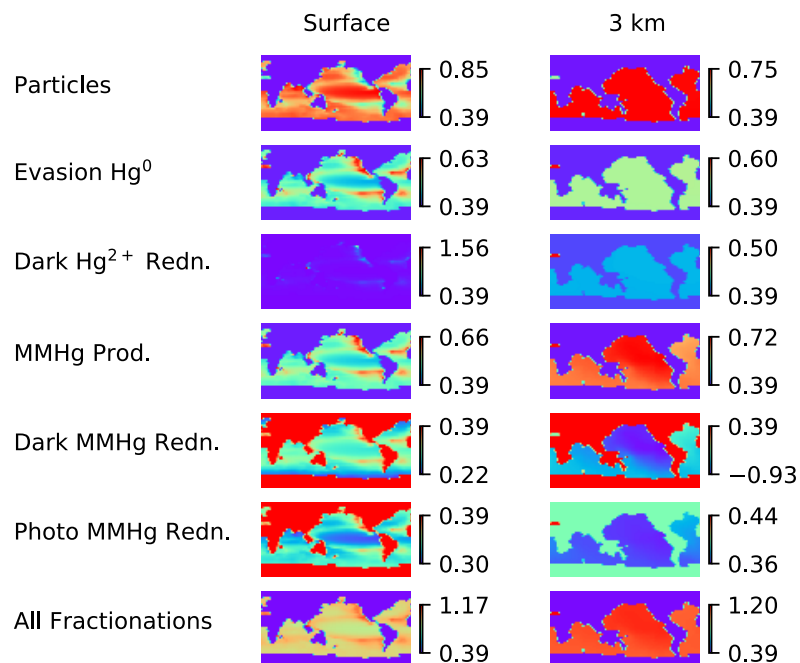 Surface 3 km
Particles 0.85 0.75
0.39 0.39
Evasion Hg⁰ 0.63 0.60
0.39 0.39
Dark Hg²⁺ Redn. 1.56 0.50
0.39 0.39
MMHg Prod. 0.66 0.72
0.39 0.39
Dark MMHg Redn. 0.39 0.39
0.22 −0.93
Photo MMHg Redn. 0.39 0.44
0.30 0.36
All Fractionations 1.17 1.20
0.39 0.39